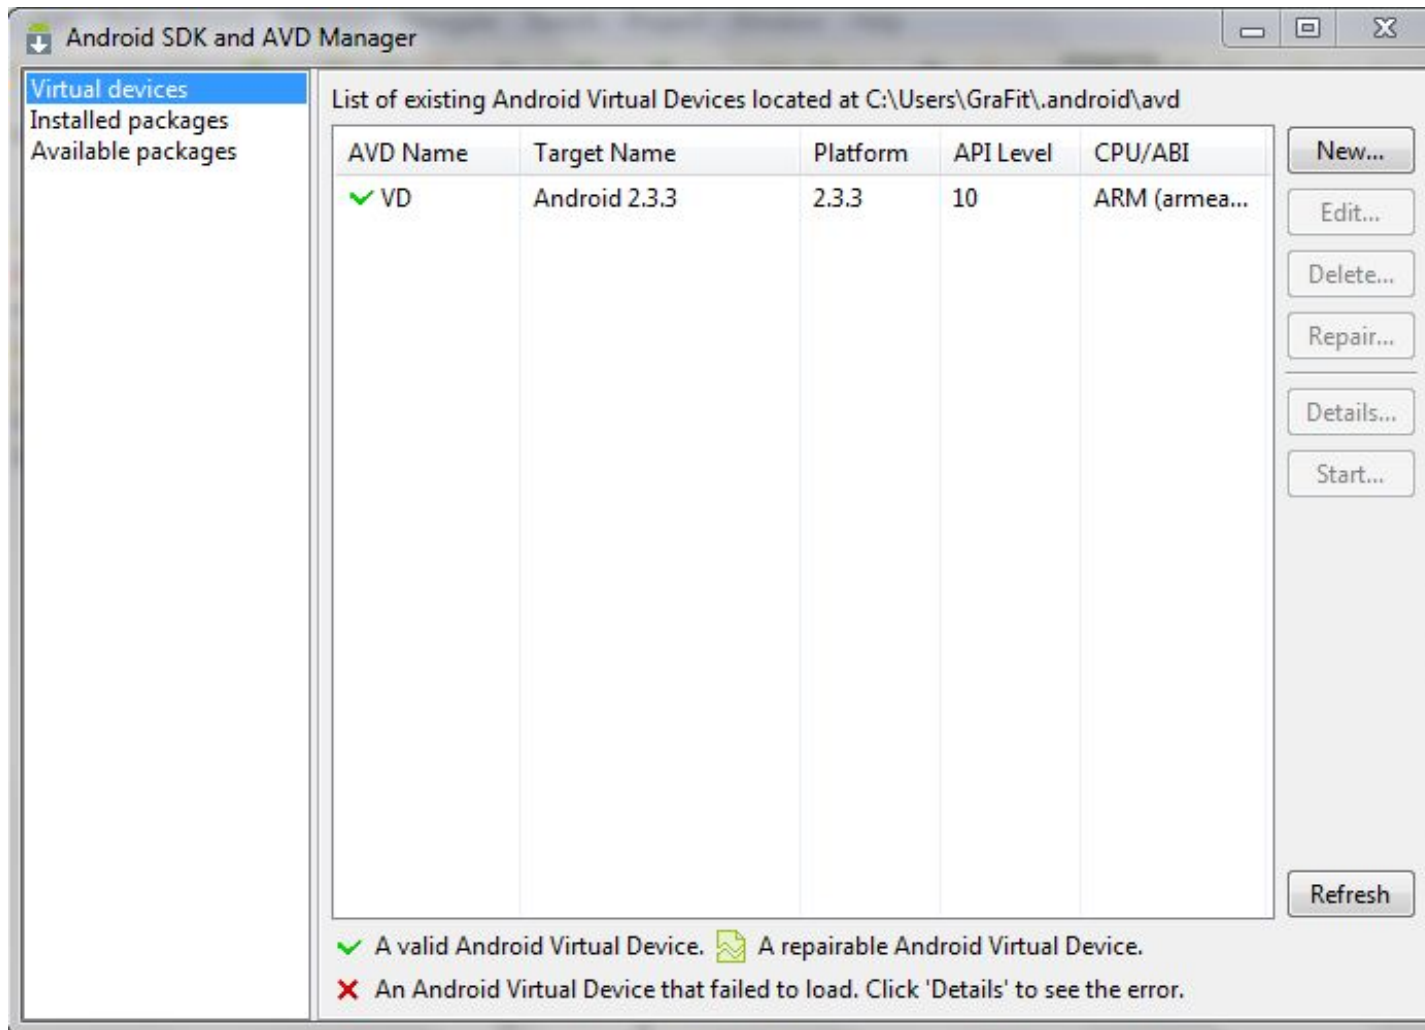 Android SDK and AVD Manager
Virtual devices
Installed packages
Available packages
List of existing Android Virtual Devices located at C:\Users\GraFit\.android\avd
AVD Name Target Name Platform API Level CPU/ABI
VD Android 2.3.3 2.3.3 10 ARM (armea...
New...
Edit...
Delete...
Repair...
Details...
Start...
Refresh
A valid Android Virtual Device. A repairable Android Virtual Device.
An Android Virtual Device that failed to load. Click 'Details' to see the error.